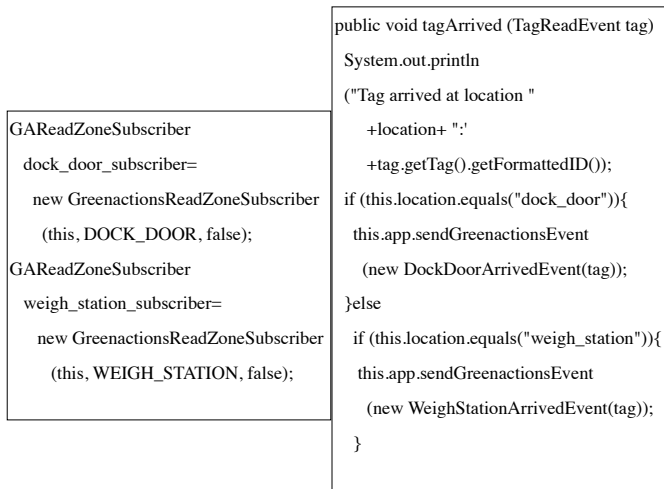 GAReadZoneSubscriber
dock_door_subscriber=
new GreenactionsReadZoneSubscriber
(this, DOCK_DOOR, false);
GAReadZoneSubscriber
weigh_station_subscriber=
new GreenactionsReadZoneSubscriber
(this, WEIGH_STATION, false);
public void tagArrived (TagReadEvent tag)
System.out.println
("Tag arrived at location "
+location+ ":'
+tag.getTag().getFormattedID());
if (this.location.equals("dock_door")){
this.app.sendGreenactionsEvent
(new DockDoorArrivedEvent(tag));
}else
if (this.location.equals("weigh_station")){
this.app.sendGreenactionsEvent
(new WeighStationArrivedEvent(tag));
}